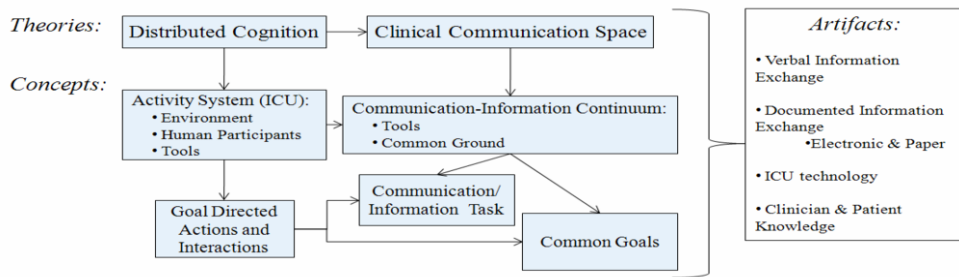 Theories:
Distributed Cognition
Clinical Communication Space
Concepts:
Activity System (ICU):
• Environment
• Human Participants
• Tools
Communication-Information Continuum:
• Tools
• Common Ground
Goal Directed
Actions and
Interactions
Communication/
Information Task
Common Goals
Artifacts:
• Verbal Information
Exchange
• Documented Information
Exchange
•Electronic & Paper
• ICU technology
• Clinician & Patient
Knowledge